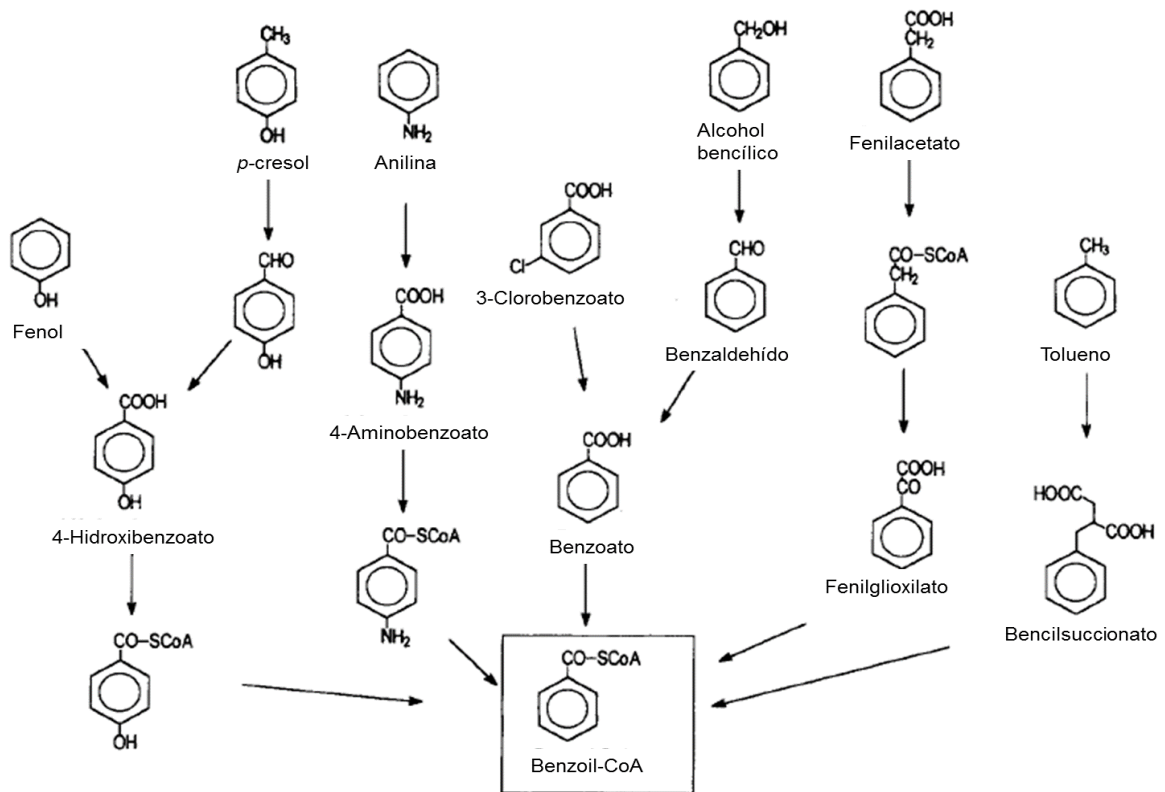 CH₃
OH
p-cresol
NH₂
Anilina
CH₂OH
Alcohol
bencílico
COOH
CH₂
Fenilacetato
OH
Fenol
CHO
OH
COOH
NH₂
4-Aminobenzoato
COOH
Cl
3-Clorobenzoato
CHO
Benzaldehído
CO-SCoA
CH₂
CH₃
Tolueno
COOH
OH
4-Hidroxibenzoato
COOH
Benzoato
COOH
CO
Fenilglioxilato
HOOC
COOH
Bencilsuccionato
CO-SCoA
OH
CO-SCoA
NH₂
CO-SCoA
Benzoil-CoA